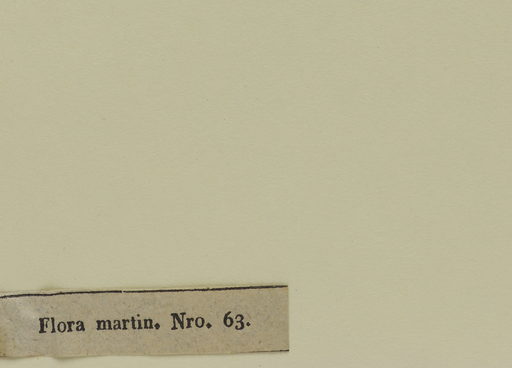 Flora martin. Nro. 63.